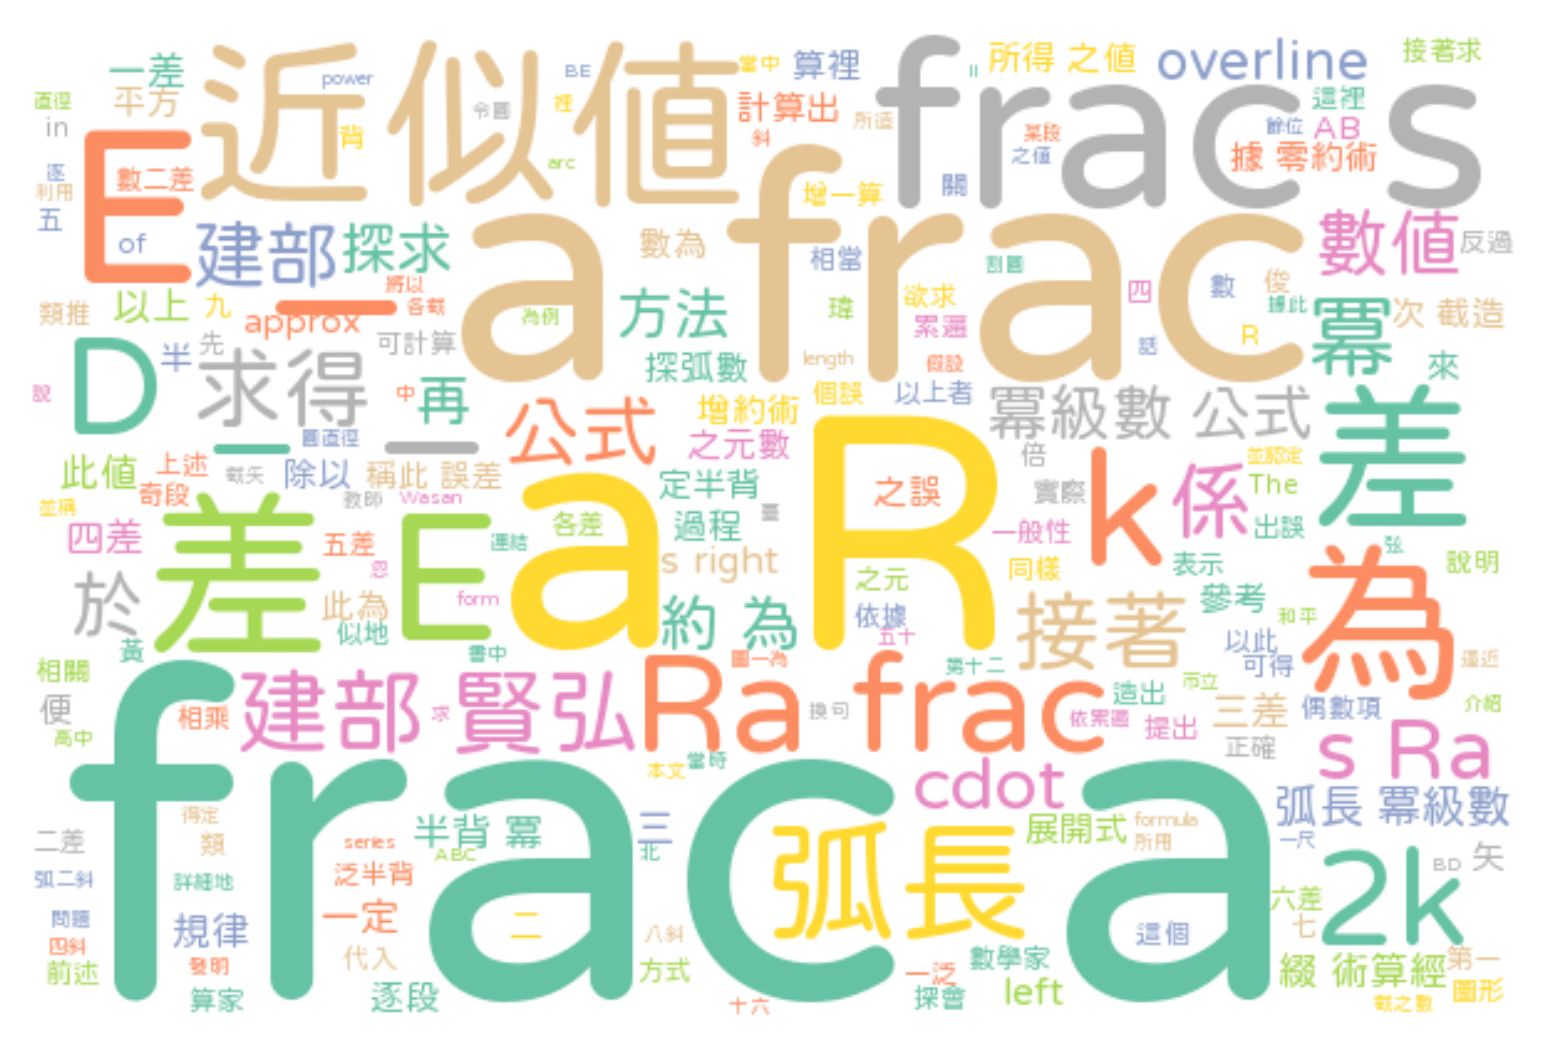 一差
近似値
power
BE
當中
算裡
frac s
所得 之値
overline
接著求
直徑
平方
令圓
裡
計算出
所造
這裡
in
背
斜
某段
餘位
AB
E
數二差
arc
之值
據 零約術
逐
利用
增一算
關
五
of
建部
探求
a frac
數為
相當
割圓
數值
反過
將以
四
數
俊
類推
以上
九
一
各截
為例
方法
瑋
欲求
據此
冪
次 截造
approx
累遍
D
半
先
可計算
求得
探弧數
length
假設
話
R
來
說
中
再
個誤
以上者
冪級數 公式
差
公式
增約術
一
圓直徑
一
之元數
a R
倍
並認定
此值
上述
截矢
除以
稱此 誤差
定半背
之誤
實際
k
係
The
奇段
教師
Wasan
並稱
四差
差
五差
E
連結
各差
過程
臺
一般性
出誤
弦
忽
s right
同樣
表示
說明
於
此為
form
約 為
之元
依據
接著
參考
和平
為
似地
五十
以此
黃
書中
相關
建部 賢弘
圖一為
Ra frac
第十二
可得
逼近
便
相乘
求
換句
造出
市立
三差
偶數項
介紹
高中
依累遍
提出
正確
s Ra
frac a
本文
當時
cdot
弧長 冪級數
得定
半背 冪
三
弧長
展開式
formula
二差
類
series
ABC
北
所用
一尺
2k
BD
矢
弧二斜
詳細地
泛半背
六差
問題
規律
一定
二
八斜
這個
七
四斜
發明
代入
方式
一泛
數學家
綴 術算經
第一
前述
算家
逐段
十六
探會
left
截之數
圖形